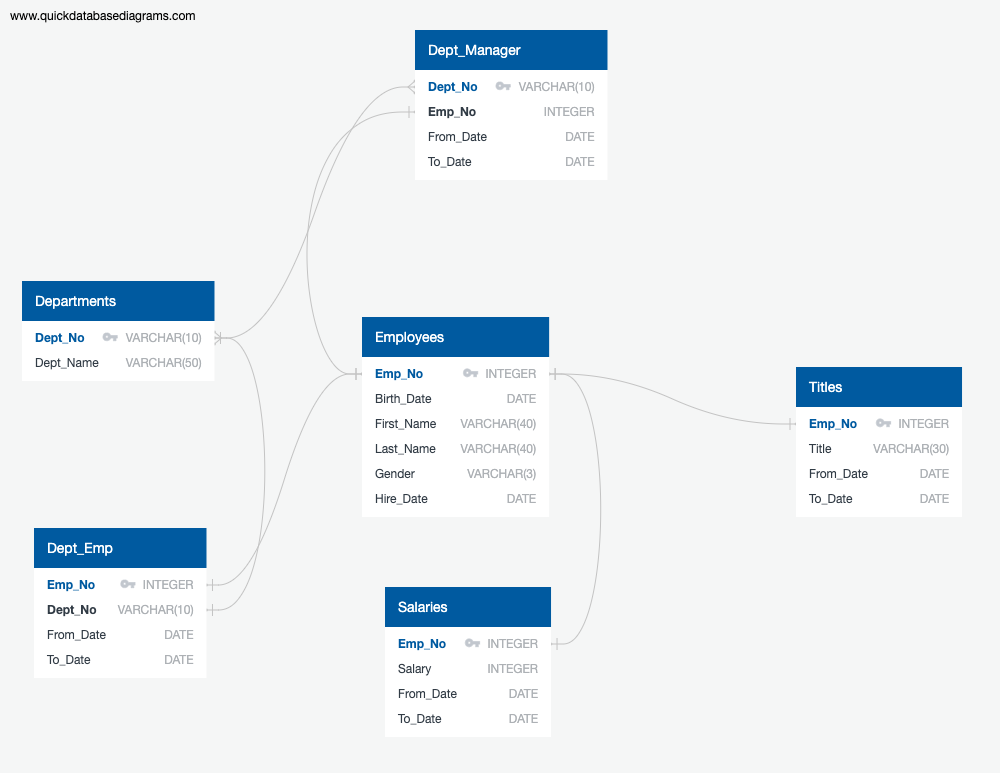 www.quickdatabasediagrams.com
Dept_Manager
Dept_No VARCHAR(10)
Emp_No INTEGER
From_Date DATE
To_Date DATE
Departments
Dept_No VARCHAR(10)
Dept_Name VARCHAR(50)
Employees
Emp_No INTEGER
Birth_Date DATE
First_Name VARCHAR(40)
Last_Name VARCHAR(40)
Gender VARCHAR(3)
Hire_Date DATE
Titles
Emp_No INTEGER
Title VARCHAR(30)
From_Date DATE
To_Date DATE
Dept_Emp
Emp_No INTEGER
Dept_No VARCHAR(10)
From_Date DATE
To_Date DATE
Salaries
Emp_No INTEGER
Salary INTEGER
From_Date DATE
To_Date DATE